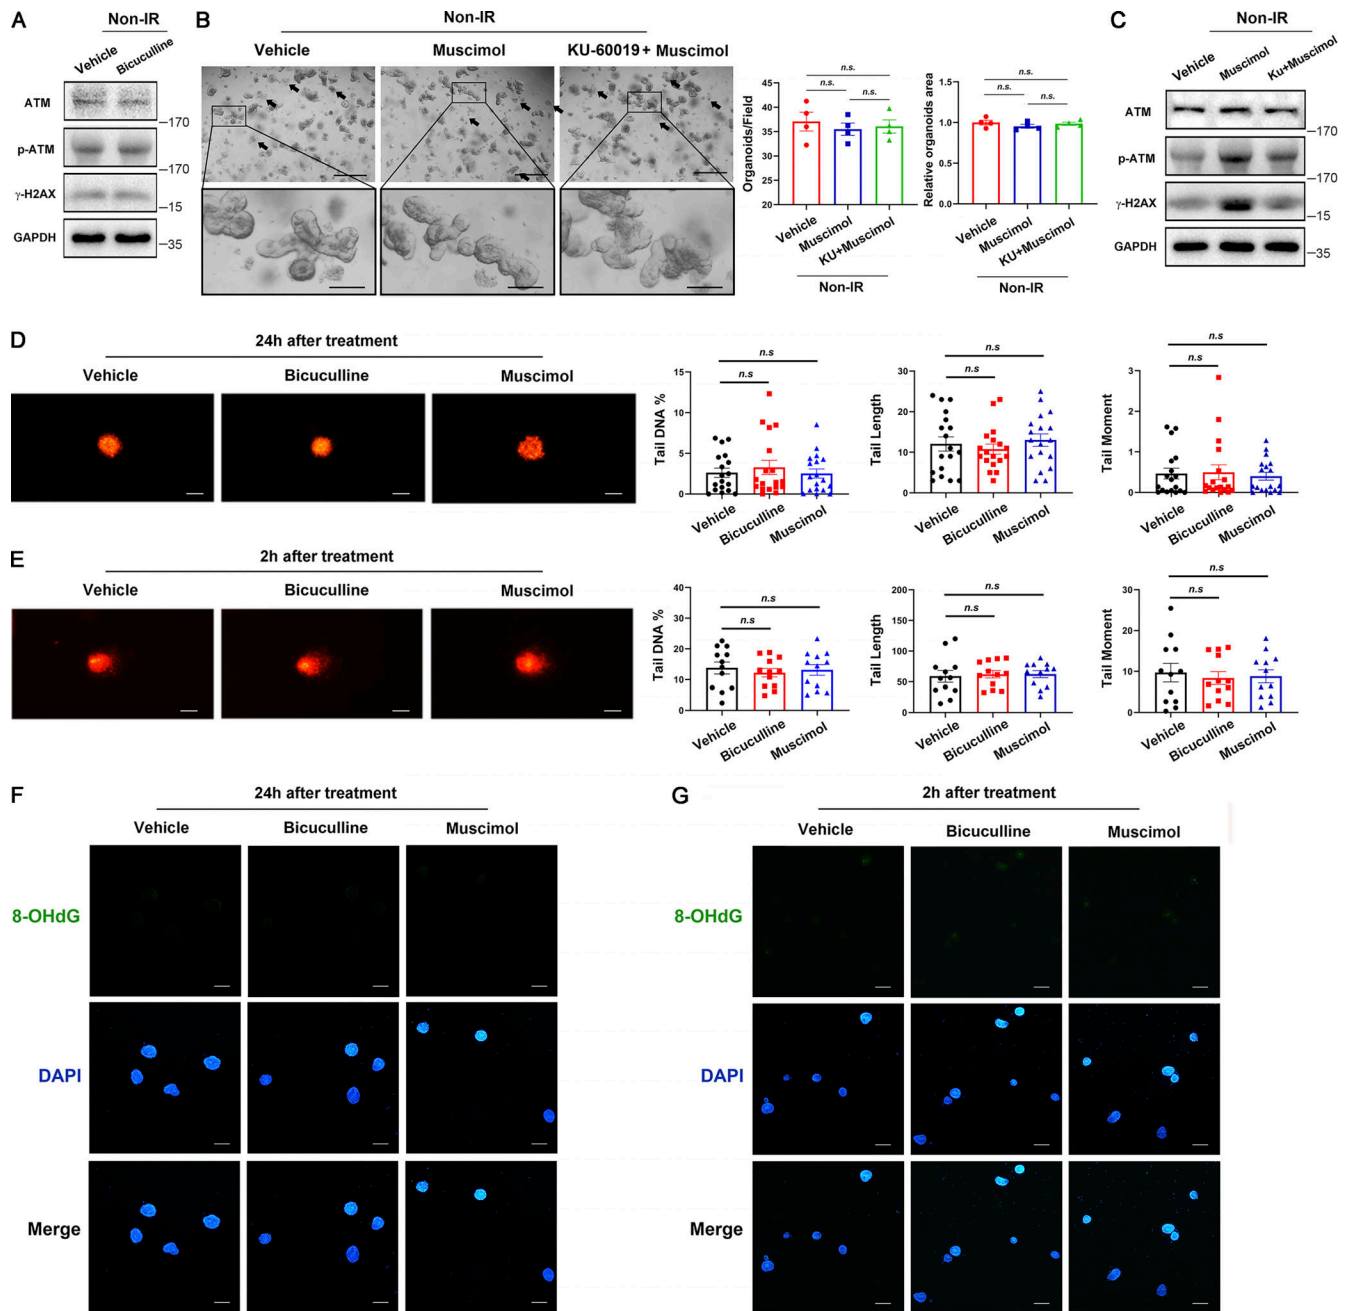 A
Non-IR
Vehicle
Bicuculline
ATM
–170
p-ATM
–170
γ-H2AX
–15
GAPDH
–35
B
Non-IR
Vehicle
Muscimol
KU-60019 + Muscimol
n.s.
n.s.
n.s.
Organoids/Field
45
40
35
30
25
20
Vehicle
Muscimol
KU+Muscimol
Non-IR
n.s.
n.s.
n.s.
Relative organoids area
1.5
1.0
0.5
0.0
Vehicle
Muscimol
KU+Muscimol
Non-IR
C
Non-IR
Vehicle
Muscimol
Ku+Muscimol
ATM
–170
p-ATM
–170
γ-H2AX
–15
GAPDH
–35
D
24h after treatment
Vehicle
Bicuculline
Muscimol
n.s
n.s
Tail DNA %
15
10
5
0
Vehicle
Bicuculline
Muscimol
n.s
n.s
Tail Length
30
20
10
0
Vehicle
Bicuculline
Muscimol
n.s
n.s
Tail Moment
3
2
1
0
Vehicle
Bicuculline
Muscimol
E
2h after treatment
Vehicle
Bicuculline
Muscimol
n.s
n.s
Tail DNA %
40
30
20
10
0
Vehicle
Bicuculline
Muscimol
n.s
n.s
Tail Length
200
150
100
50
0
Vehicle
Bicuculline
Muscimol
n.s
n.s
Tail Moment
30
20
10
0
Vehicle
Bicuculline
Muscimol
F
24h after treatment
Vehicle
Bicuculline
Muscimol
8-OHdG
DAPI
Merge
G
2h after treatment
Vehicle
Bicuculline
Muscimol
8-OHdG
DAPI
Merge